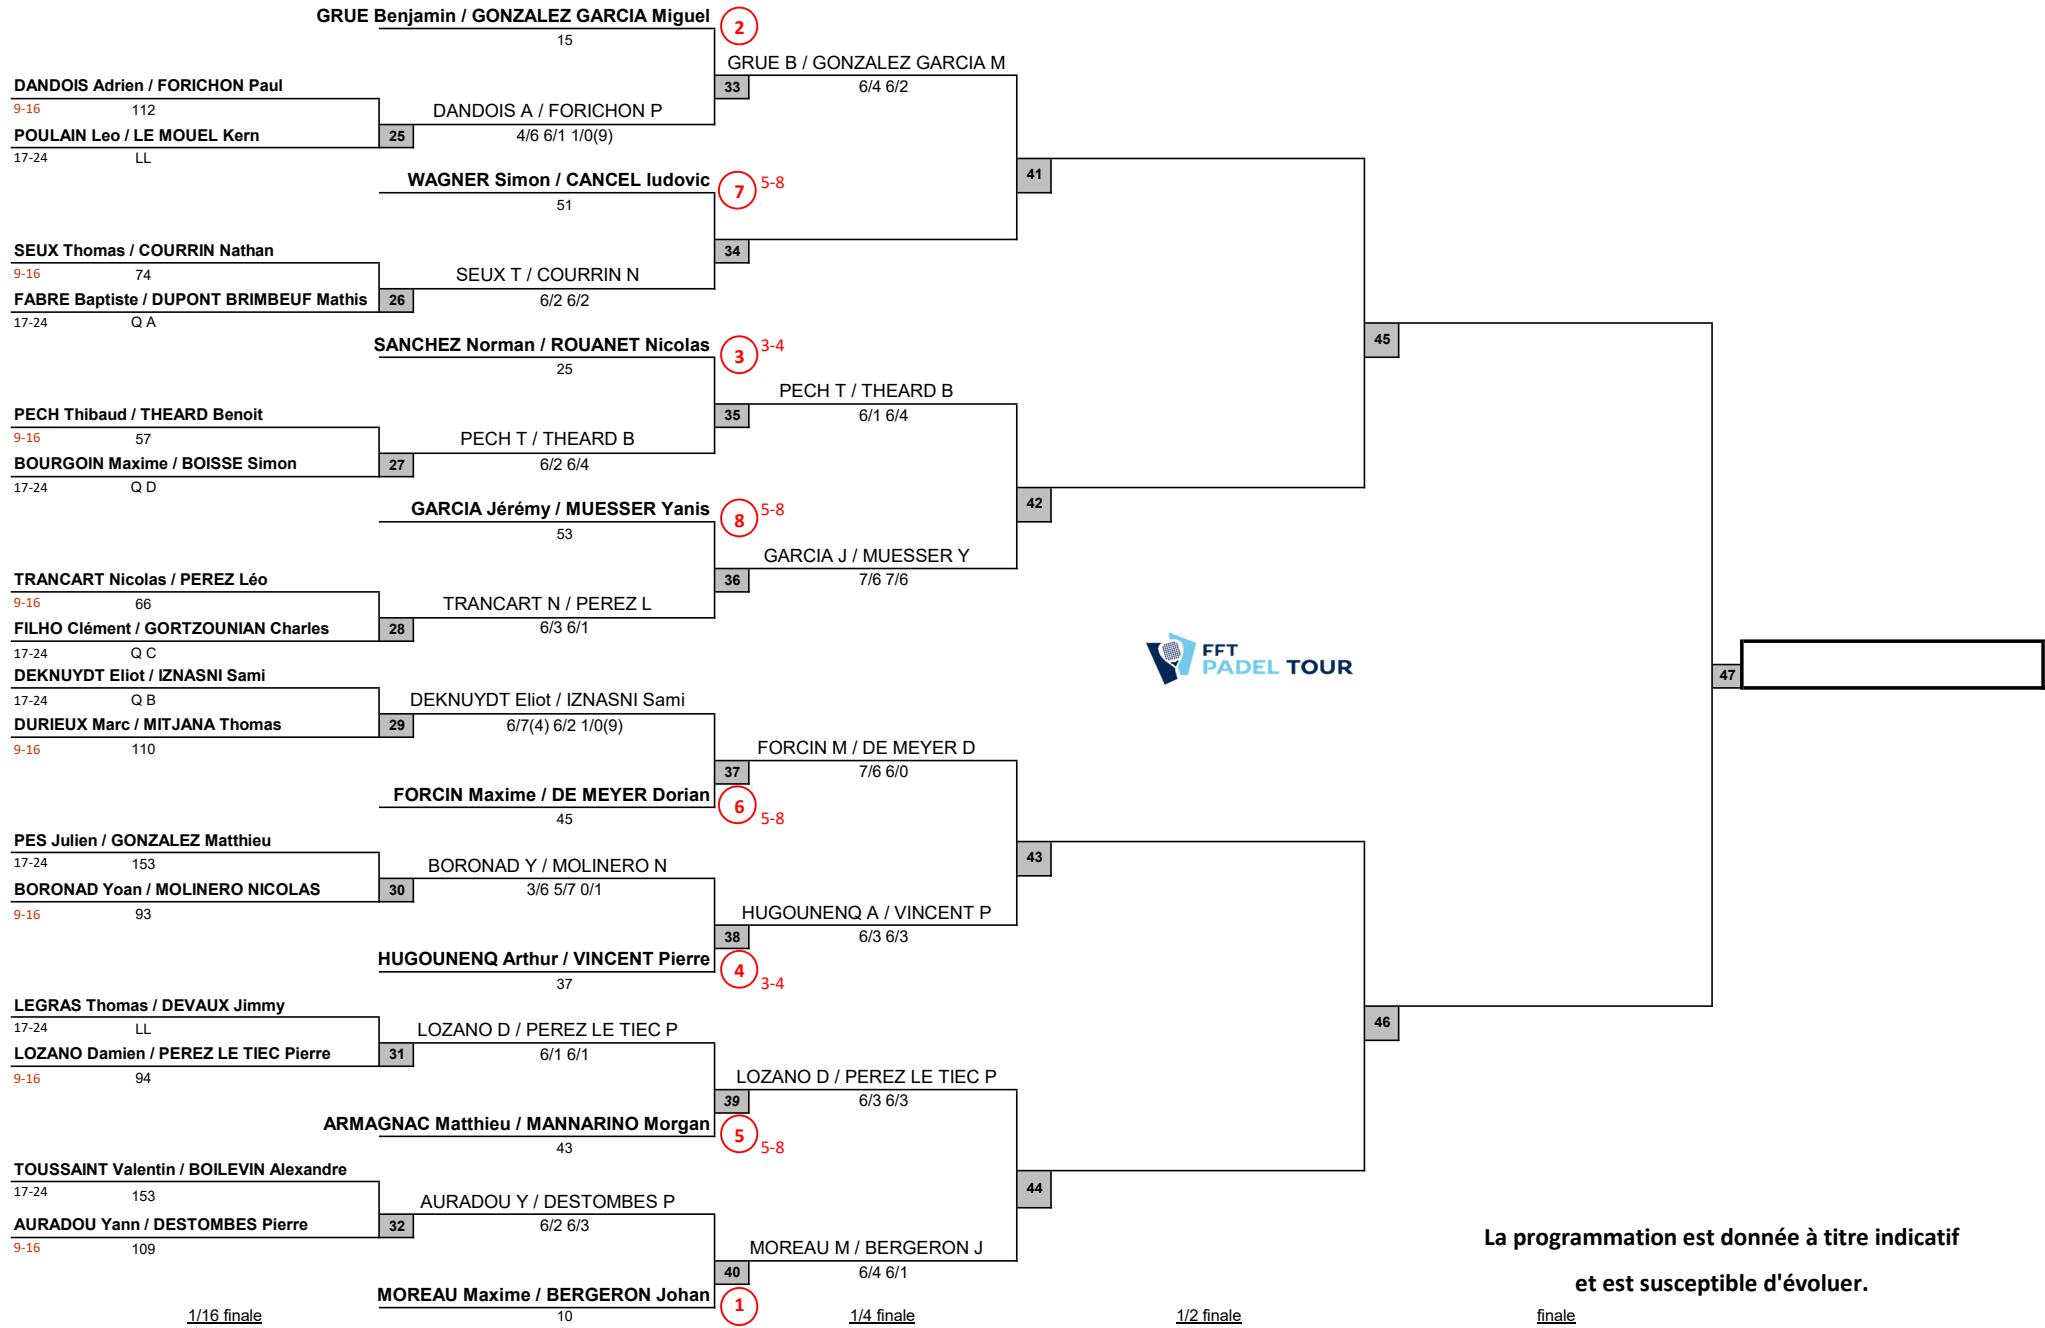 GRUE Benjamin / GONZALEZ GARCIA Miguel
2
15
GRUE B / GONZALEZ GARCIA M
DANDOIS Adrien / FORICHON Paul
33
6/4 6/2
9-16
112
DANDOIS A / FORICHON P
POULAIN Leo / LE MOUEL Kern
25
4/6 6/1 1/0(9)
17-24
LL
WAGNER Simon / CANCEL ludovic
7
5-8
41
51
SEUX Thomas / COURRIN Nathan
34
9-16
74
SEUX T / COURRIN N
FABRE Baptiste / DUPONT BRIMBEUF Mathis
26
6/2 6/2
17-24
Q A
SANCHEZ Norman / ROUANET Nicolas
3
3-4
45
25
PECH T / THEARD B
PECH Thibaud / THEARD Benoit
35
6/1 6/4
9-16
57
PECH T / THEARD B
BOURGOIN Maxime / BOISSE Simon
27
6/2 6/4
17-24
Q D
GARCIA Jérémy / MUESSER Yanis
8
5-8
42
53
GARCIA J / MUESSER Y
TRANCART Nicolas / PEREZ Léo
36
7/6 7/6
9-16
66
TRANCART N / PEREZ L
FILHO Clément / GORTZOUNIAN Charles
28
6/3 6/1
17-24
Q C
FFT
PADEL TOUR
DEKNUYDT Eliot / IZNASNI Sami
47
17-24
Q B
DEKNUYDT Eliot / IZNASNI Sami
DURIEUX Marc / MITJANA Thomas
29
6/7(4) 6/2 1/0(9)
9-16
110
FORCIN M / DE MEYER D
37
7/6 6/0
FORCIN Maxime / DE MEYER Dorian
6
5-8
45
PES Julien / GONZALEZ Matthieu
17-24
153
BORONAD Y / MOLINERO N
43
BORONAD Yoan / MOLINERO NICOLAS
30
3/6 5/7 0/1
9-16
93
HUGOUNENQ A / VINCENT P
38
6/3 6/3
HUGOUNENQ Arthur / VINCENT Pierre
4
3-4
37
LEGRAS Thomas / DEVAUX Jimmy
17-24
LL
LOZANO D / PEREZ LE TIEC P
46
LOZANO Damien / PEREZ LE TIEC Pierre
31
6/1 6/1
9-16
94
LOZANO D / PEREZ LE TIEC P
39
6/3 6/3
ARMAGNAC Matthieu / MANNARINO Morgan
5
5-8
43
TOUSSAINT Valentin / BOILEVIN Alexandre
17-24
153
AURADOU Y / DESTOMBES P
44
AURADOU Yann / DESTOMBES Pierre
32
6/2 6/3
9-16
109
MOREAU M / BERGERON J
40
6/4 6/1
MOREAU Maxime / BERGERON Johan
1
10
La programmation est donnée à titre indicatif
et est susceptible d'évoluer.
1/16 finale
1/4 finale
1/2 finale
finale